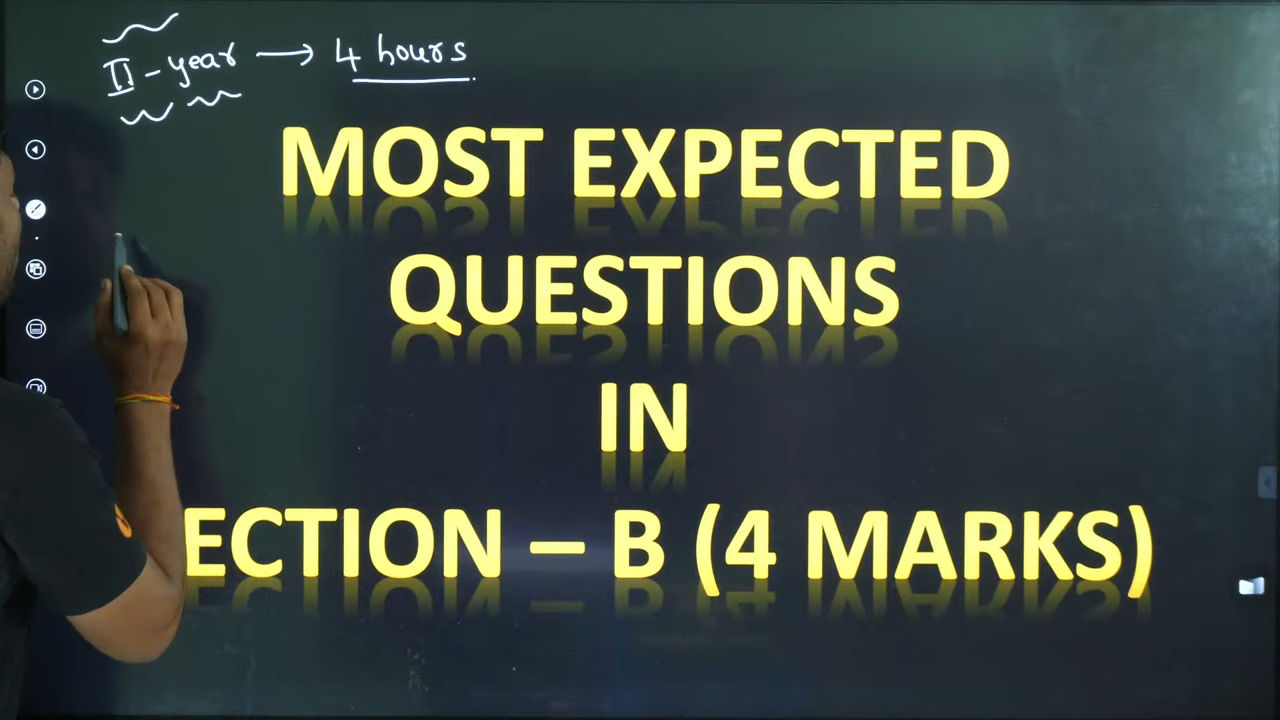 II - year → 4 hours
MOST EXPECTED
QUESTIONS
IN
ECTION – B (4 MARKS)